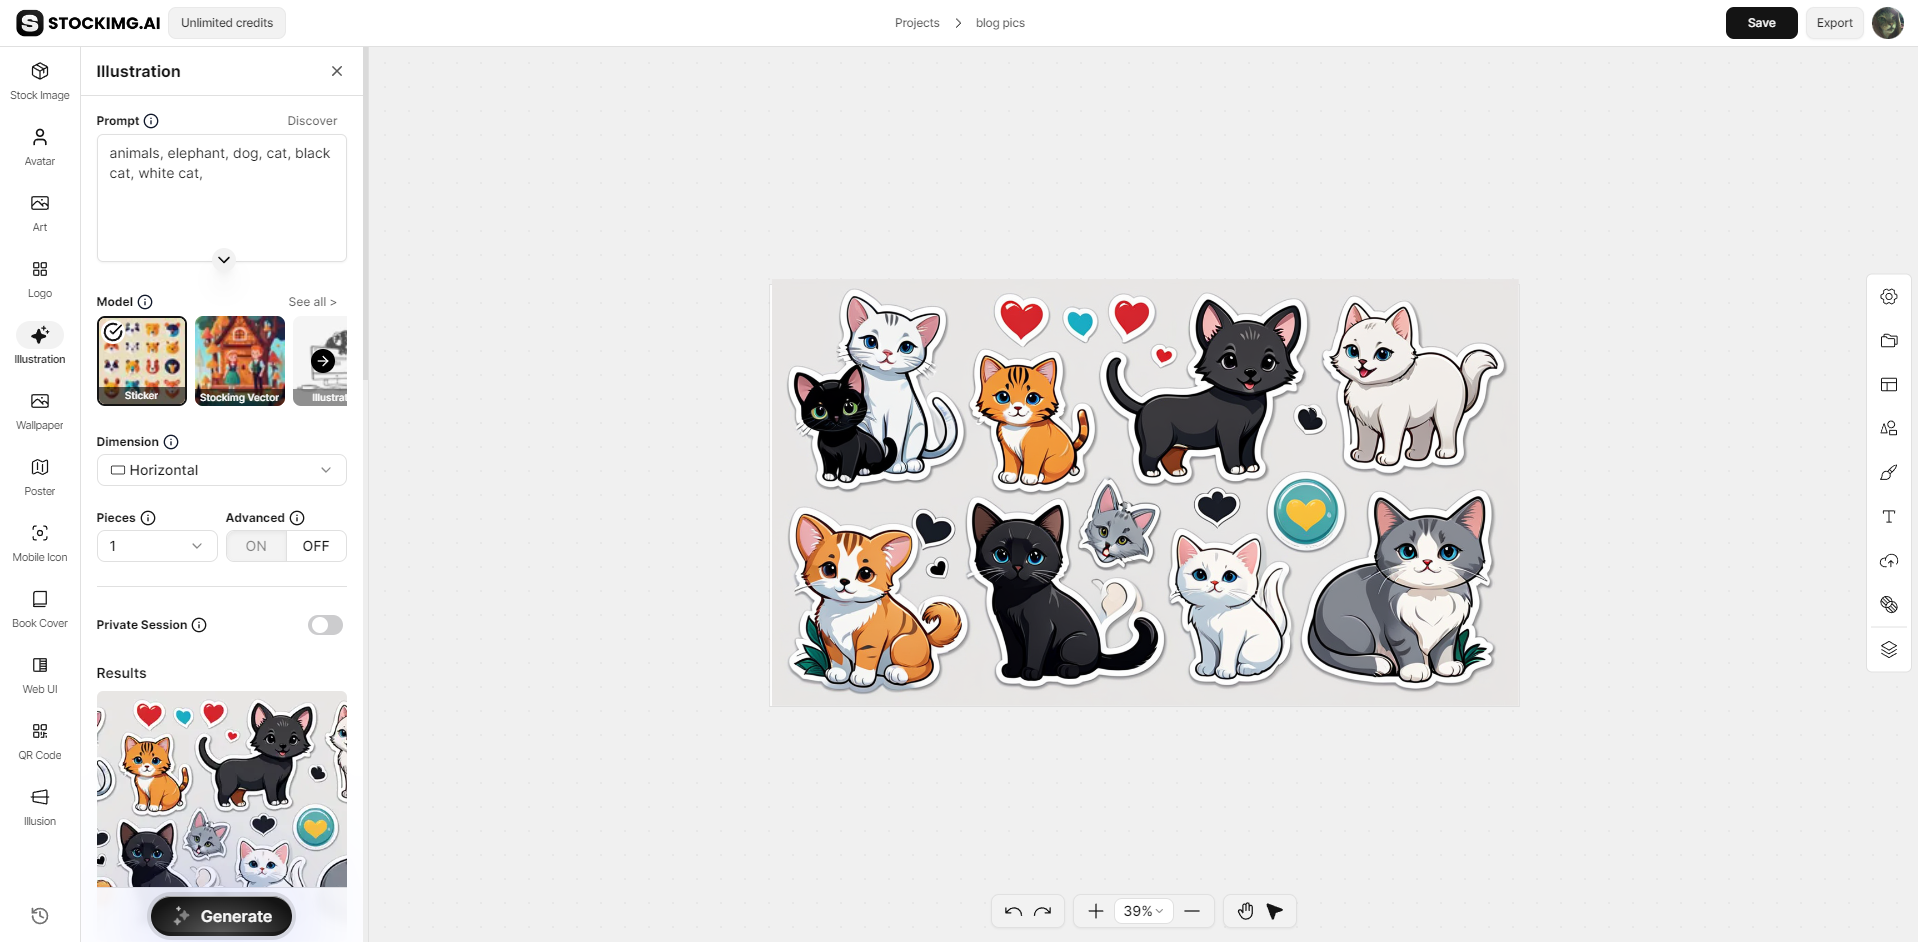 STOCKIMG.AI
Unlimited credits
Projects > blog pics
Save
Export
Stock Image
Avatar
Art
Logo
Illustration
Wallpaper
Poster
Mobile Icon
Book Cover
Web UI
QR Code
Illusion
Illustration
Prompt
Discover
animals, elephant, dog, cat, black
cat, white cat,
Model
See all >
Sticker
Stockimg Vector
Illustrat
Dimension
Horizontal
Pieces
Advanced
1
ON
OFF
Private Session
Results
Generate
39%